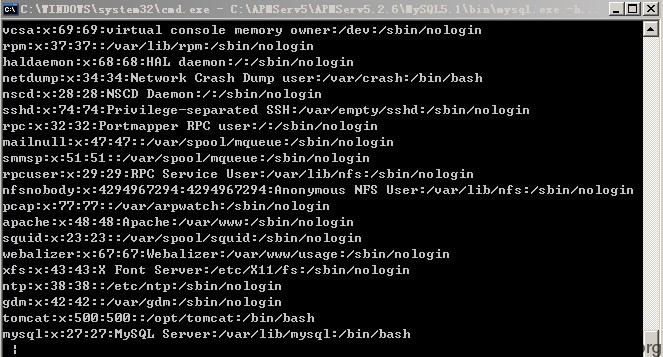 C:\WINDOWS\system32\cmd.exe - C:\APMServ5\APMServ5.2.6\MySQL5.1\bin\mysql.exe -h
vcsa:x:69:69:virtual console memory owner:/dev:/sbin/nologin
rpm:x:37:37::/var/lib/rpm:/sbin/nologin
haldaemon:x:68:68:HAL daemon:/:/sbin/nologin
netdump:x:34:34:Network Crash Dump user:/var/crash:/bin/bash
nscd:x:28:28:NSCD Daemon:/:/sbin/nologin
sshd:x:74:74:Privilege-separated SSH:/var/empty/sshd:/sbin/nologin
rpc:x:32:32:Portmapper RPC user:/:/sbin/nologin
mailnull:x:47:47::/var/spool/mqueue:/sbin/nologin
smmsp:x:51:51::/var/spool/mqueue:/sbin/nologin
rpcuser:x:29:29:RPC Service User:/var/lib/nfs:/sbin/nologin
nfsnobody:x:4294967294:4294967294:Anonymous NFS User:/var/lib/nfs:/sbin/nologin
pcap:x:77:77::/var/arpwatch:/sbin/nologin
apache:x:48:48:Apache:/var/www:/sbin/nologin
squid:x:23:23::/var/spool/squid:/sbin/nologin
webalizer:x:67:67:Webalizer:/var/www/usage:/sbin/nologin
xfs:x:43:43:X Font Server:/etc/X11/fs:/sbin/nologin
ntp:x:38:38::/etc/ntp:/sbin/nologin
gdm:x:42:42::/var/gdm:/sbin/nologin
tomcat:x:500:500::/opt/tomcat:/bin/bash
mysql:x:27:27:MySQL Server:/var/lib/mysql:/bin/bash
|
org